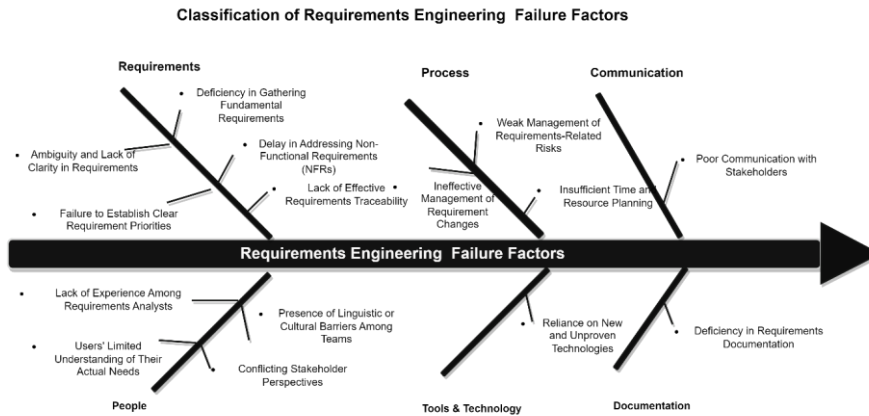 Classification of Requirements Engineering Failure Factors
Requirements
• Deficiency in Gathering
Fundamental
Requirements
• Ambiguity and Lack of
Clarity in Requirements
• Delay in Addressing Non-
Functional Requirements
(NFRs)
• Lack of Effective
Requirements Traceability
• Failure to Establish Clear
Requirement Priorities
Process
• Weak Management of
Requirements-Related
Risks
• Ineffective
Management of
Requirement
Changes
• Insufficient Time and
Resource Planning
Communication
• Poor Communication with
Stakeholders
Requirements Engineering Failure Factors
• Lack of Experience Among
Requirements Analysts
• Presence of Linguistic or
Cultural Barriers Among
Teams
• Users' Limited
Understanding of Their
Actual Needs
• Conflicting Stakeholder
Perspectives
People
• Reliance on New
and Unproven
Technologies
Tools & Technology
• Deficiency in Requirements
Documentation
Documentation